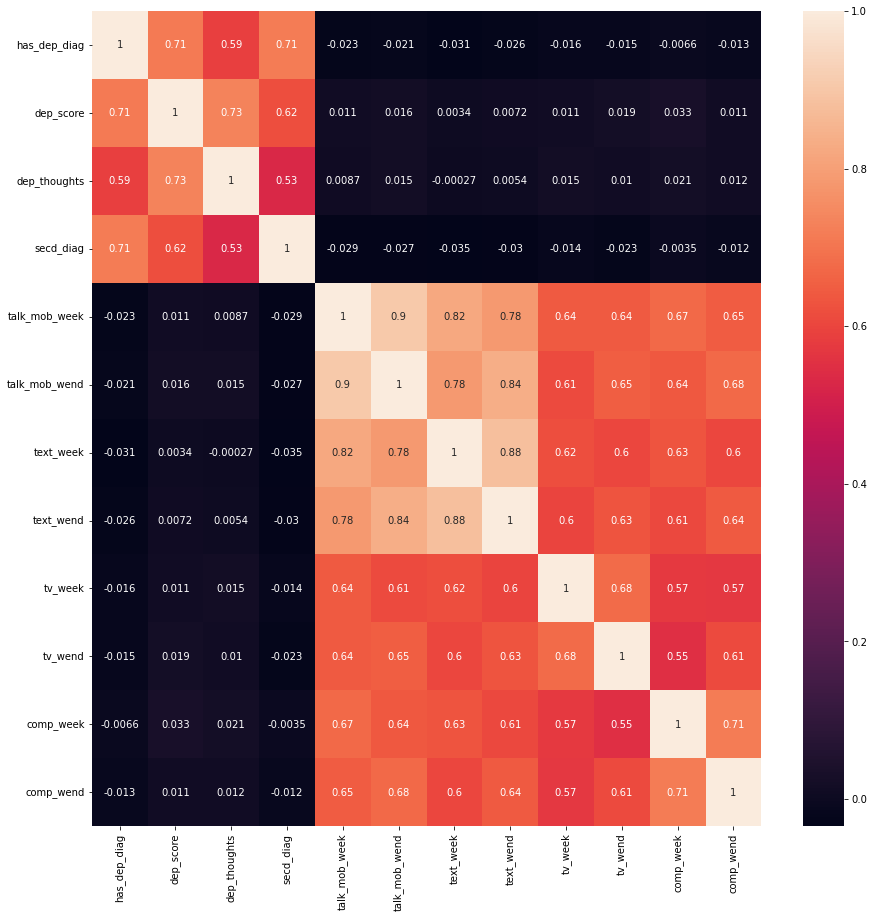 has_dep_diag 1 0.71 0.59 0.71 -0.023 -0.021 -0.031 -0.026 -0.016 -0.015 -0.0066 -0.013
dep_score 0.71 1 0.73 0.62 0.011 0.016 0.0034 0.0072 0.011 0.019 0.033 0.011
dep_thoughts 0.59 0.73 1 0.53 0.0087 0.015 -0.00027 0.0054 0.015 0.01 0.021 0.012
secd_diag 0.71 0.62 0.53 1 -0.029 -0.027 -0.035 -0.03 -0.014 -0.023 -0.0035 -0.012
talk_mob_week -0.023 0.011 0.0087 -0.029 1 0.9 0.82 0.78 0.64 0.64 0.67 0.65
talk_mob_wend -0.021 0.016 0.015 -0.027 0.9 1 0.78 0.84 0.61 0.65 0.64 0.68
text_week -0.031 0.0034 -0.00027 -0.035 0.82 0.78 1 0.88 0.62 0.6 0.63 0.6
text_wend -0.026 0.0072 0.0054 -0.03 0.78 0.84 0.88 1 0.6 0.63 0.61 0.64
tv_week -0.016 0.011 0.015 -0.014 0.64 0.61 0.62 0.6 1 0.68 0.57 0.57
tv_wend -0.015 0.019 0.01 -0.023 0.64 0.65 0.6 0.63 0.68 1 0.55 0.61
comp_week -0.0066 0.033 0.021 -0.0035 0.67 0.64 0.63 0.61 0.57 0.55 1 0.71
comp_wend -0.013 0.011 0.012 -0.012 0.65 0.68 0.6 0.64 0.57 0.61 0.71 1
has_dep_diag dep_score dep_thoughts secd_diag talk_mob_week talk_mob_wend text_week text_wend tv_week tv_wend comp_week comp_wend
1.0
0.8
0.6
0.4
0.2
0.0